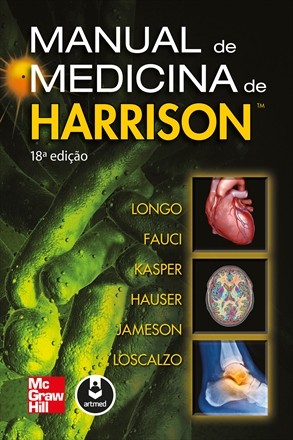 MANUAL de
MEDICINA de
HARRISON™
18ª edição
LONGO
FAUCI
KASPER
HAUSER
JAMESON
LOSCALZO
Mc
Graw
Hill
artmed